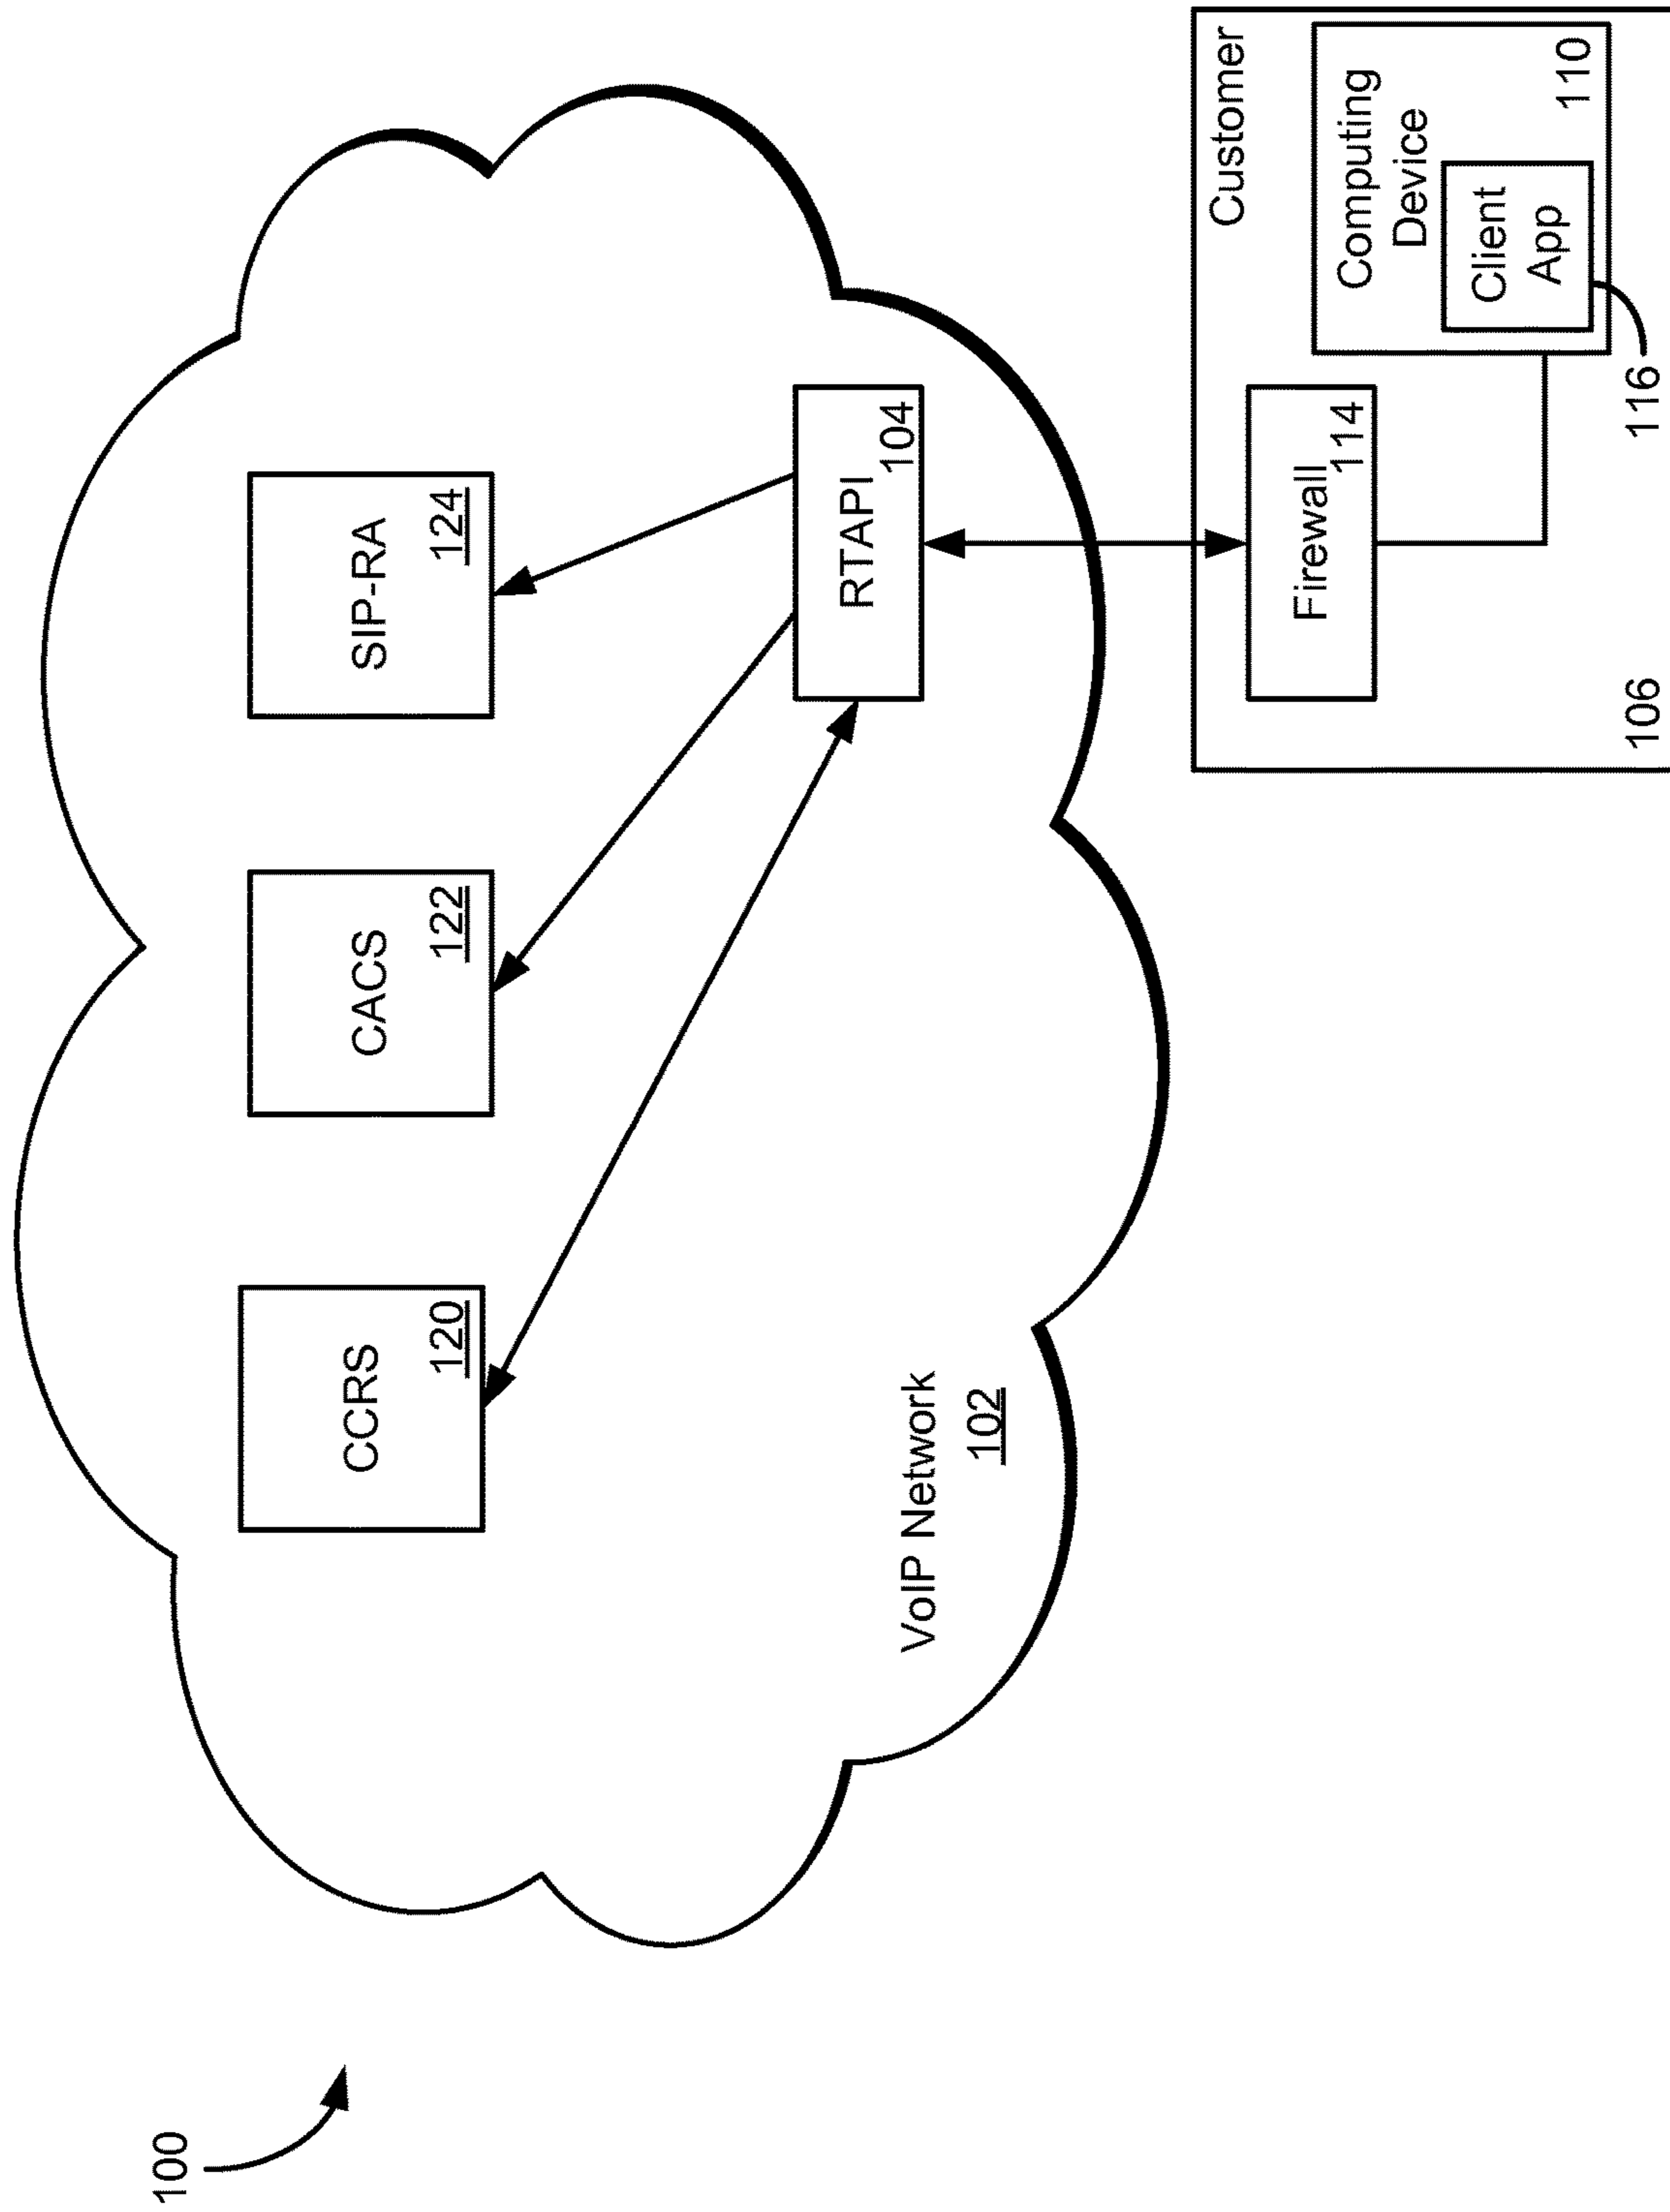 100
CCRS
120
CACS
122
SIP-RA
124
VoIP Network
102
RTAPI
104
Customer
Firewall
114
Computing
Device
Client
App
110
106
116